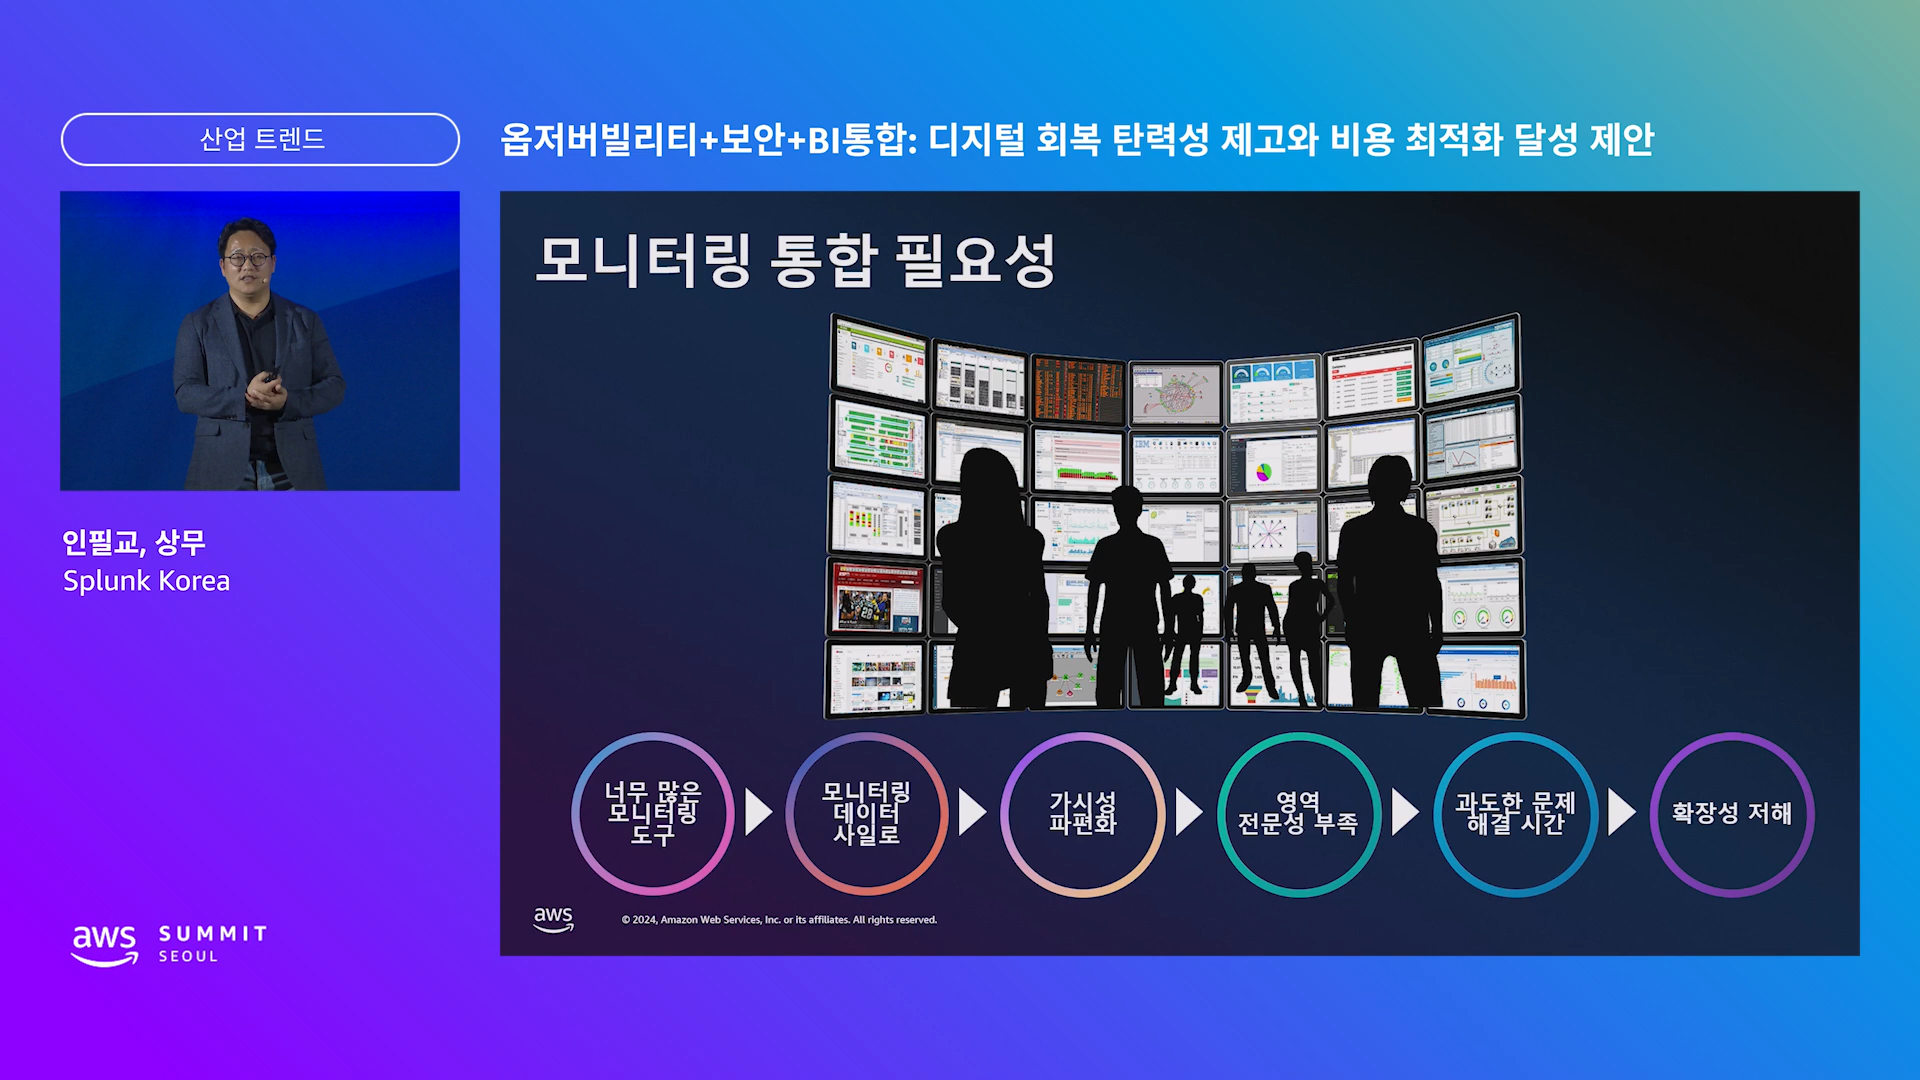 산업 트렌드
옵저버빌리티+보안+BI통합: 디지털 회복 탄력성 제고와 비용 최적화 달성 제안
인필교, 상무
Splunk Korea
모니터링 통합 필요성
IBM
너무 많은
모니터링
도구
모니터링
데이터
사일로
가시성
파편화
영역
전문성 부족
과도한 문제
해결 시간
확장성 저해
aws
© 2024, Amazon Web Services, Inc. or its affiliates. All rights reserved.
aws SUMMIT
SEOUL